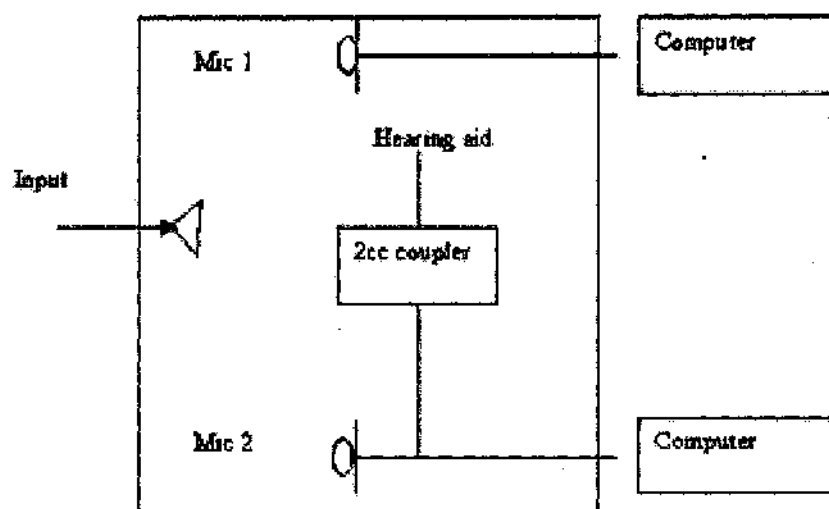 Mic 1
Computer
Hearing aid
Input
2cc coupler
Mic 2
Computer